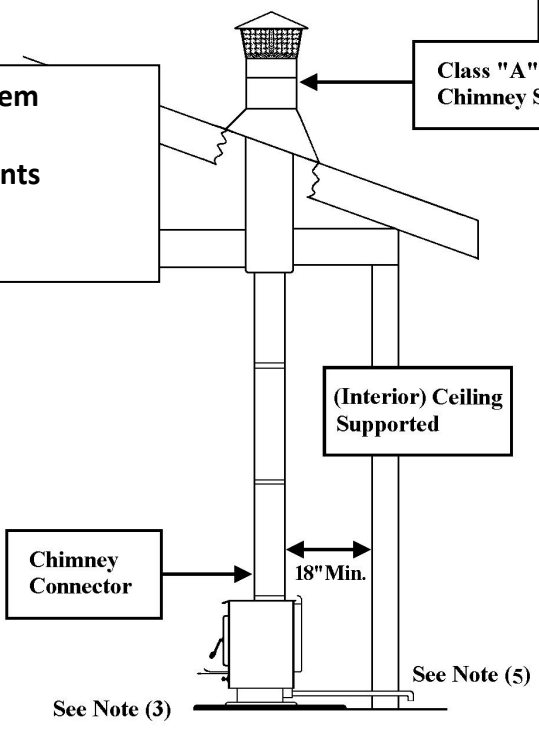 em
nts
Class "A"
Chimney S
(Interior) Ceiling
Supported
Chimney
Connector
18" Min.
See Note (5)
See Note (3)